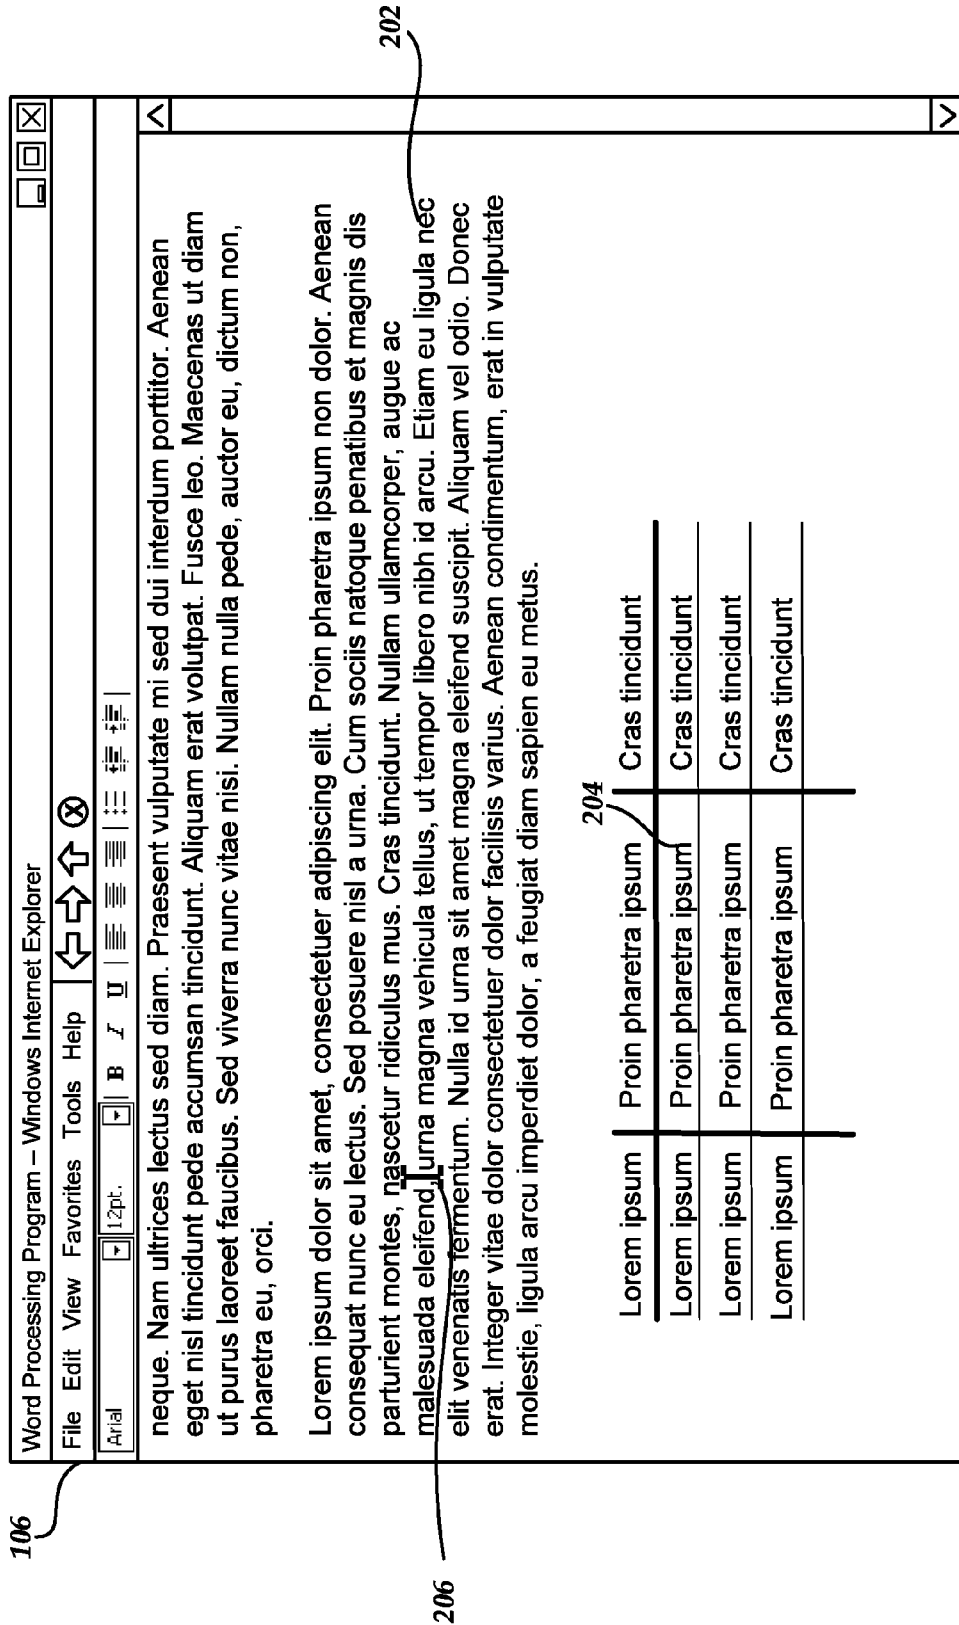 Word Processing Program – Windows Internet Explorer
106
File Edit View Favorites Tools Help
Arial 12pt. B I U
neque. Nam ultrices lectus sed diam. Praesent vulputate mi sed dui interdum porttitor. Aenean
eget nisl tincidunt pede accumsan tincidunt. Aliquam erat volutpat. Fusce leo. Maecenas ut diam
ut purus laoreet faucibus. Sed viverra nunc vitae nisi. Nullam nulla pede, auctor eu, dictum non,
pharetra eu, orci.
Lorem ipsum dolor sit amet, consectetuer adipiscing elit. Proin pharetra ipsum non dolor. Aenean
consequat nunc eu lectus. Sed posuere nisl a urna. Cum sociis natoque penatibus et magnis dis
parturient montes, nascetur ridiculus mus. Cras tincidunt. Nullam ullamcorper, augue ac
202
malesuada eleifend, urna magna vehicula tellus, ut tempor libero nibh id arcu. Etiam eu ligula nec
206
elit venenatis fermentum. Nulla id urna sit amet magna eleifend suscipit. Aliquam vel odio. Donec
erat. Integer vitae dolor consectetuer dolor facilisis varius. Aenean condimentum, erat in vulputate
molestie, ligula arcu imperdiet dolor, a feugiat diam sapien eu metus.
204
Lorem ipsum Proin pharetra ipsum Cras tincidunt
Lorem ipsum Proin pharetra ipsum Cras tincidunt
Lorem ipsum Proin pharetra ipsum Cras tincidunt
Lorem ipsum Proin pharetra ipsum Cras tincidunt